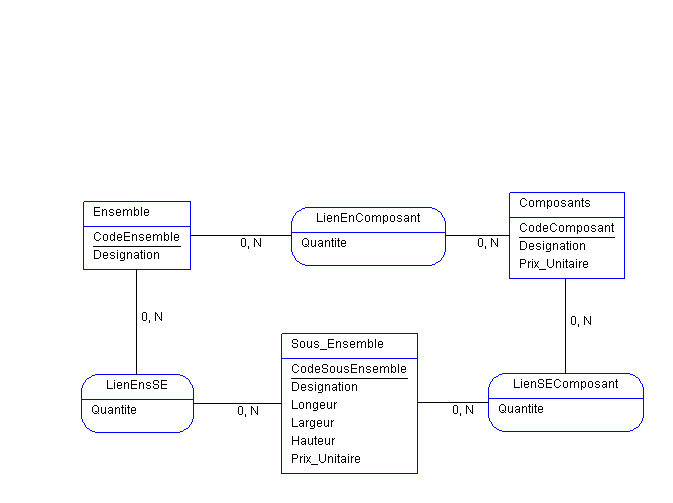 Ensemble
CodeEnsemble
Designation
0, N
LienEnComposant
Quantite
0, N
Composants
CodeComposant
Designation
Prix_Unitaire
0, N
0, N
LienEnsSE
Quantite
0, N
Sous_Ensemble
CodeSousEnsemble
Designation
Longeur
Largeur
Hauteur
Prix_Unitaire
0, N
LienSEComposant
Quantite